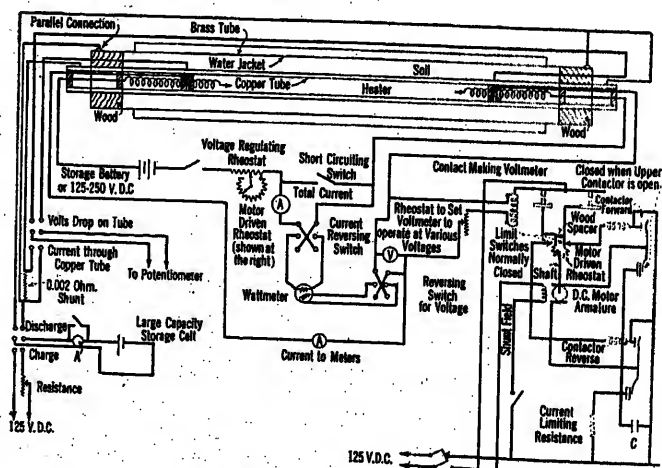 Parallel Connection
Brass Tube
Water Jacket
Soil
Copper Tube
Heater
Wood
Wood
Voltage Regulating
Rheostat
Short Circuiting
Switch
Storage Battery
or 125-250 V.D.C
Total Current
A
Motor
Driven
Rheostat
(shown at
the right)
Current
Reversing
Switch
Contact Making Voltmeter
Closed when Upper
Contactor is open.
Contactor
Forward
Rheostat to Set
Voltmeter to
operate at Various
Voltages
Wood
Spacer
Limit
Switches
Normally
Closed
Motor
Driven
Rheostat
Shaft
D.C. Motor
Armature
Volts Drop on Tube
Current through
Copper Tube
To Potentiometer
0.002 Ohm.
Shunt
V
Wattmeter
Reversing
Switch
for Voltage
Shunt Field
Contactor
Reverse
Discharge
A
Large Capacity
Storage Cell
Charge
A
Current to Meters
Resistance
Current
Limiting
Resistance
C
125 V.D.C.
125 V.D.C.